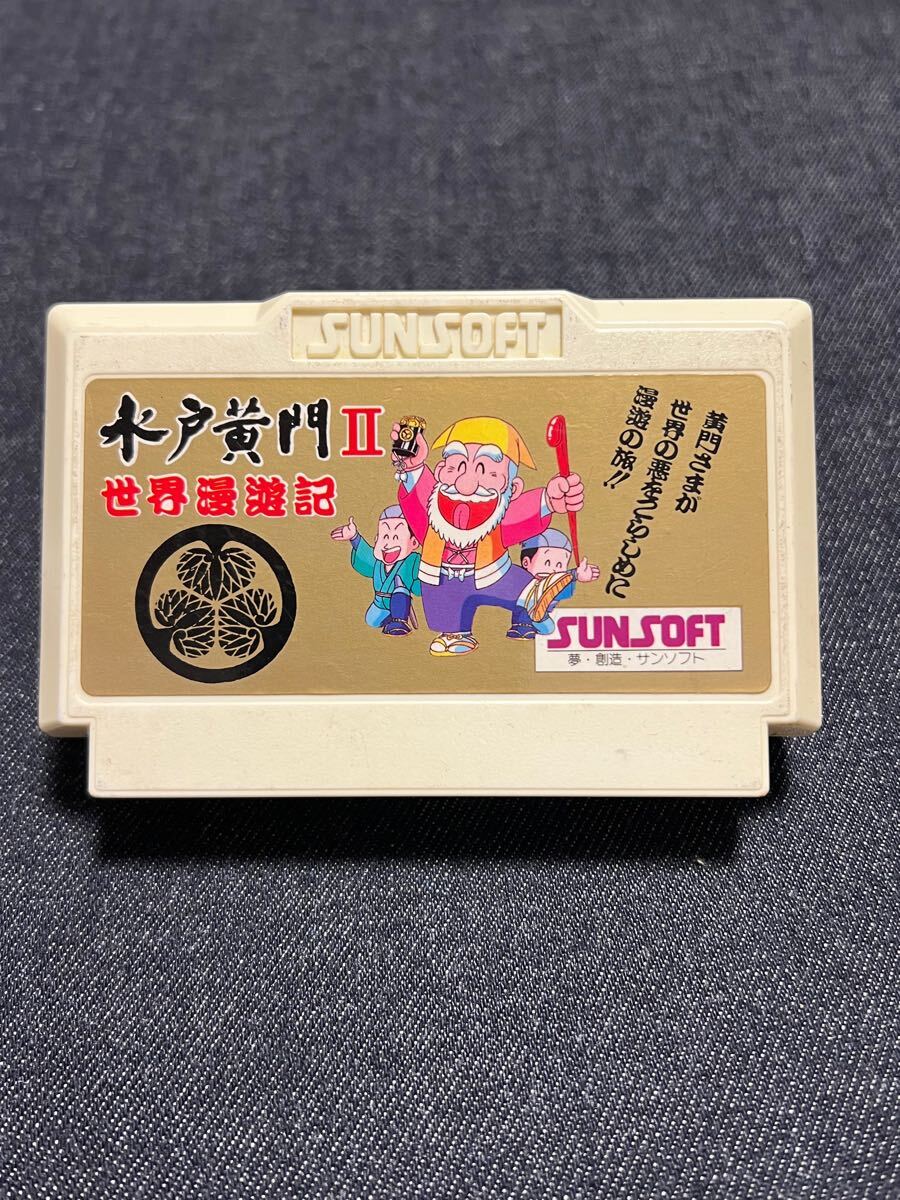 SUNSOFT
水戸黄門II
世界漫遊記
黄門さまが
世界の悪をこらしめに
漫遊の旅!!
SUNSOFT
夢・創造・サンソフト